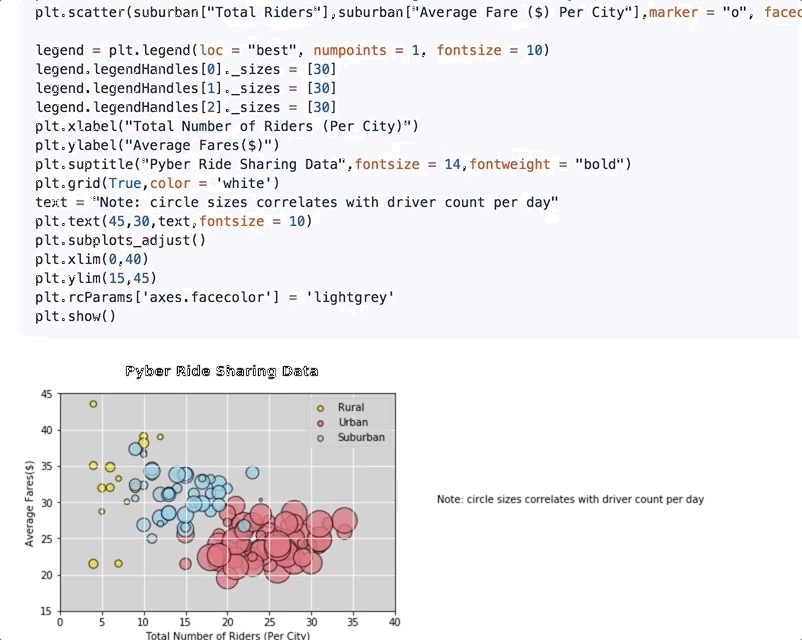 plt.scatter(suburban["Total Riders"],suburban["Average Fare ($) Per City"],marker = "o",
legend = plt.legend(loc = "best", numpoints = 1, fontsize = 10)
legend.legendHandles[0]._sizes = [30]
legend.legendHandles[1]._sizes = [30]
legend.legendHandles[2]._sizes = [30]
plt.xlabel("Total Number of Riders (Per City)")
plt.ylabel("Average Fares($)")
plt.suptitle("Pyber Ride Sharing Data",fontsize = 14,fontweight = "bold")
plt.grid(True,color = 'white')
text = "Note: circle sizes correlates with driver count per day"
plt.text(45,30,text,fontsize = 10)
plt.subplots_adjust()
plt.xlim(0,40)
plt.ylim(15,45)
plt.rcParams['axes.facecolor'] = 'lightgrey'
plt.show()
Pyber Ride Sharing Data
45
40
35
30
25
20
15
Average Fares($)
Rural
Urban
Suburban
Note: circle sizes correlates with driver count per day
0 5 10 15 20 25 30 35 40
Total Number of Riders (Per City)